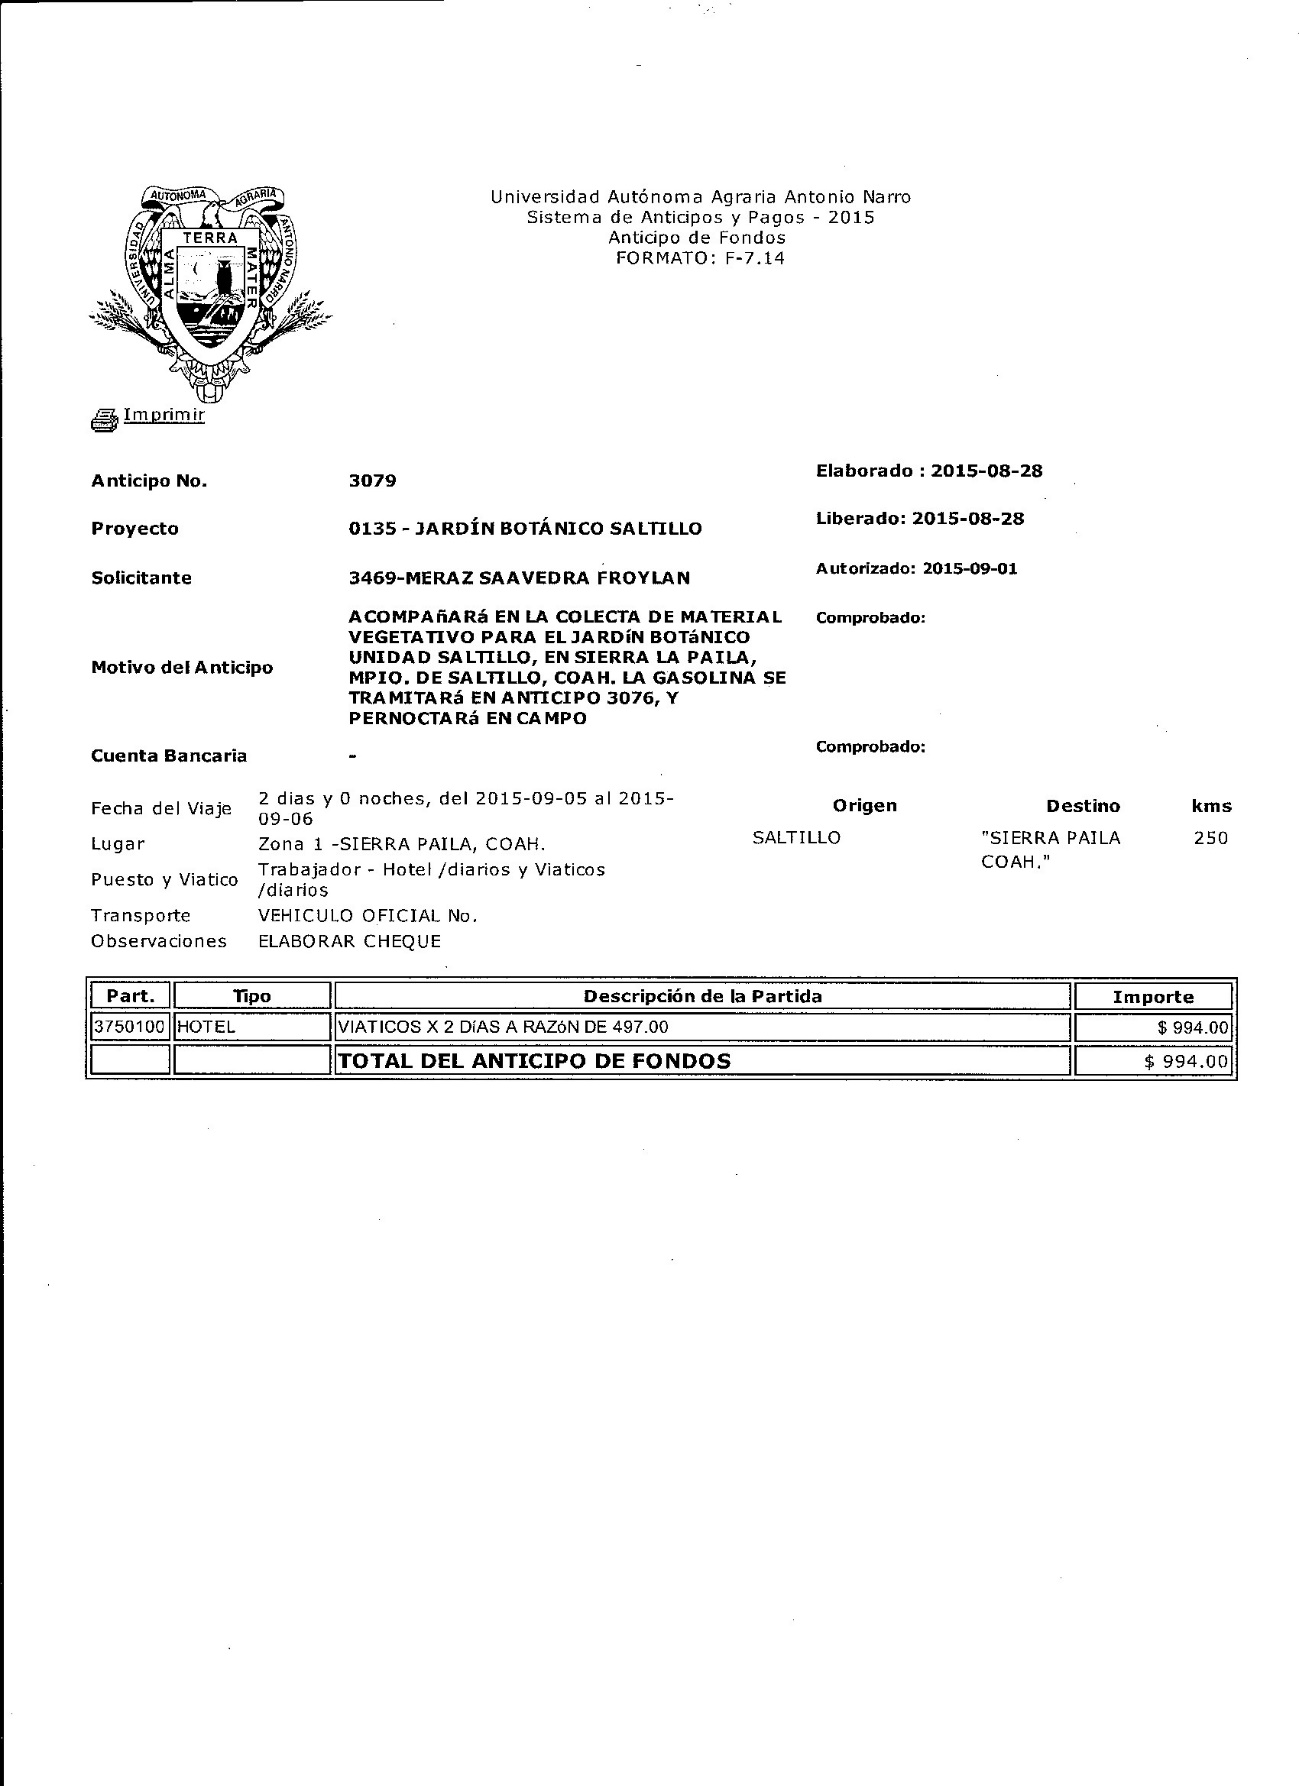 UNIVERSIDAD AUTONOMA AGRARIA ANTONIO NARRO
ALMA TERRA MATER
Universidad Autónoma Agraria Antonio Narro
Sistema de Anticipos y Pagos - 2015
Anticipo de Fondos
FORMATO: F-7.14
Imprimir
Anticipo No. 3079 Elaborado : 2015-08-28
Proyecto 0135 - JARDÍN BOTÁNICO SALTILLO Liberado: 2015-08-28
Solicitante 3469-MERAZ SAAVEDRA FROYLAN Autorizado: 2015-09-01
Motivo del Anticipo
ACOMPAñARá EN LA COLECTA DE MATERIAL
VEGETATIVO PARA EL JARDíN BOTáNICO
UNIDAD SALTILLO, EN SIERRA LA PAILA,
MPIO. DE SALTILLO, COAH. LA GASOLINA SE
TRAMITARá EN ANTICIPO 3076, Y
PERNOCTARá EN CAMPO
Comprobado:
Cuenta Bancaria - Comprobado:
Fecha del Viaje 2 dias y 0 noches, del 2015-09-05 al 2015-
09-06
Lugar Zona 1 -SIERRA PAILA, COAH.
Puesto y Viatico Trabajador - Hotel /diarios y Viaticos
/diarios
Transporte VEHICULO OFICIAL No.
Observaciones ELABORAR CHEQUE
Origen Destino kms
SALTILLO "SIERRA PAILA 250
COAH."
Part. Tipo Descripción de la Partida Importe
3750100 HOTEL VIATICOS X 2 DíAS A RAZóN DE 497.00 $ 994.00
TOTAL DEL ANTICIPO DE FONDOS $ 994.00